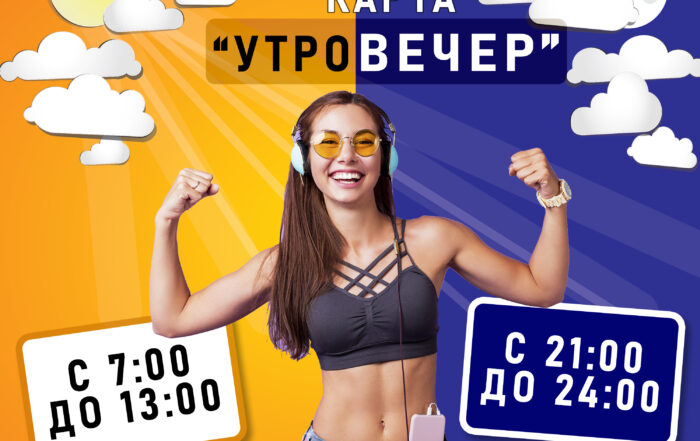 КАРТА
“УТРОВЕЧЕР”
С 7:00
ДО 13:00
С 21:00
ДО 24:00